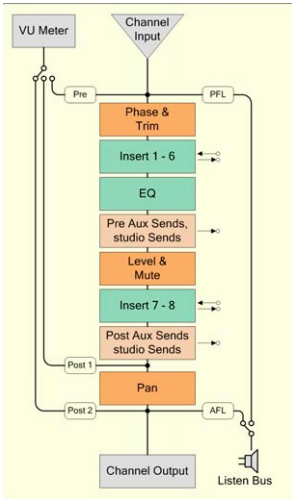 VU Meter
Channel
Input
Pre
PFL
Phase &
Trim
Insert 1 - 6
EQ
Pre Aux Sends,
studio Sends
Level &
Mute
Insert 7 - 8
Post Aux Sends
studio Sends
Post 1
Pan
Post 2
AFL
Channel Output
Listen Bus